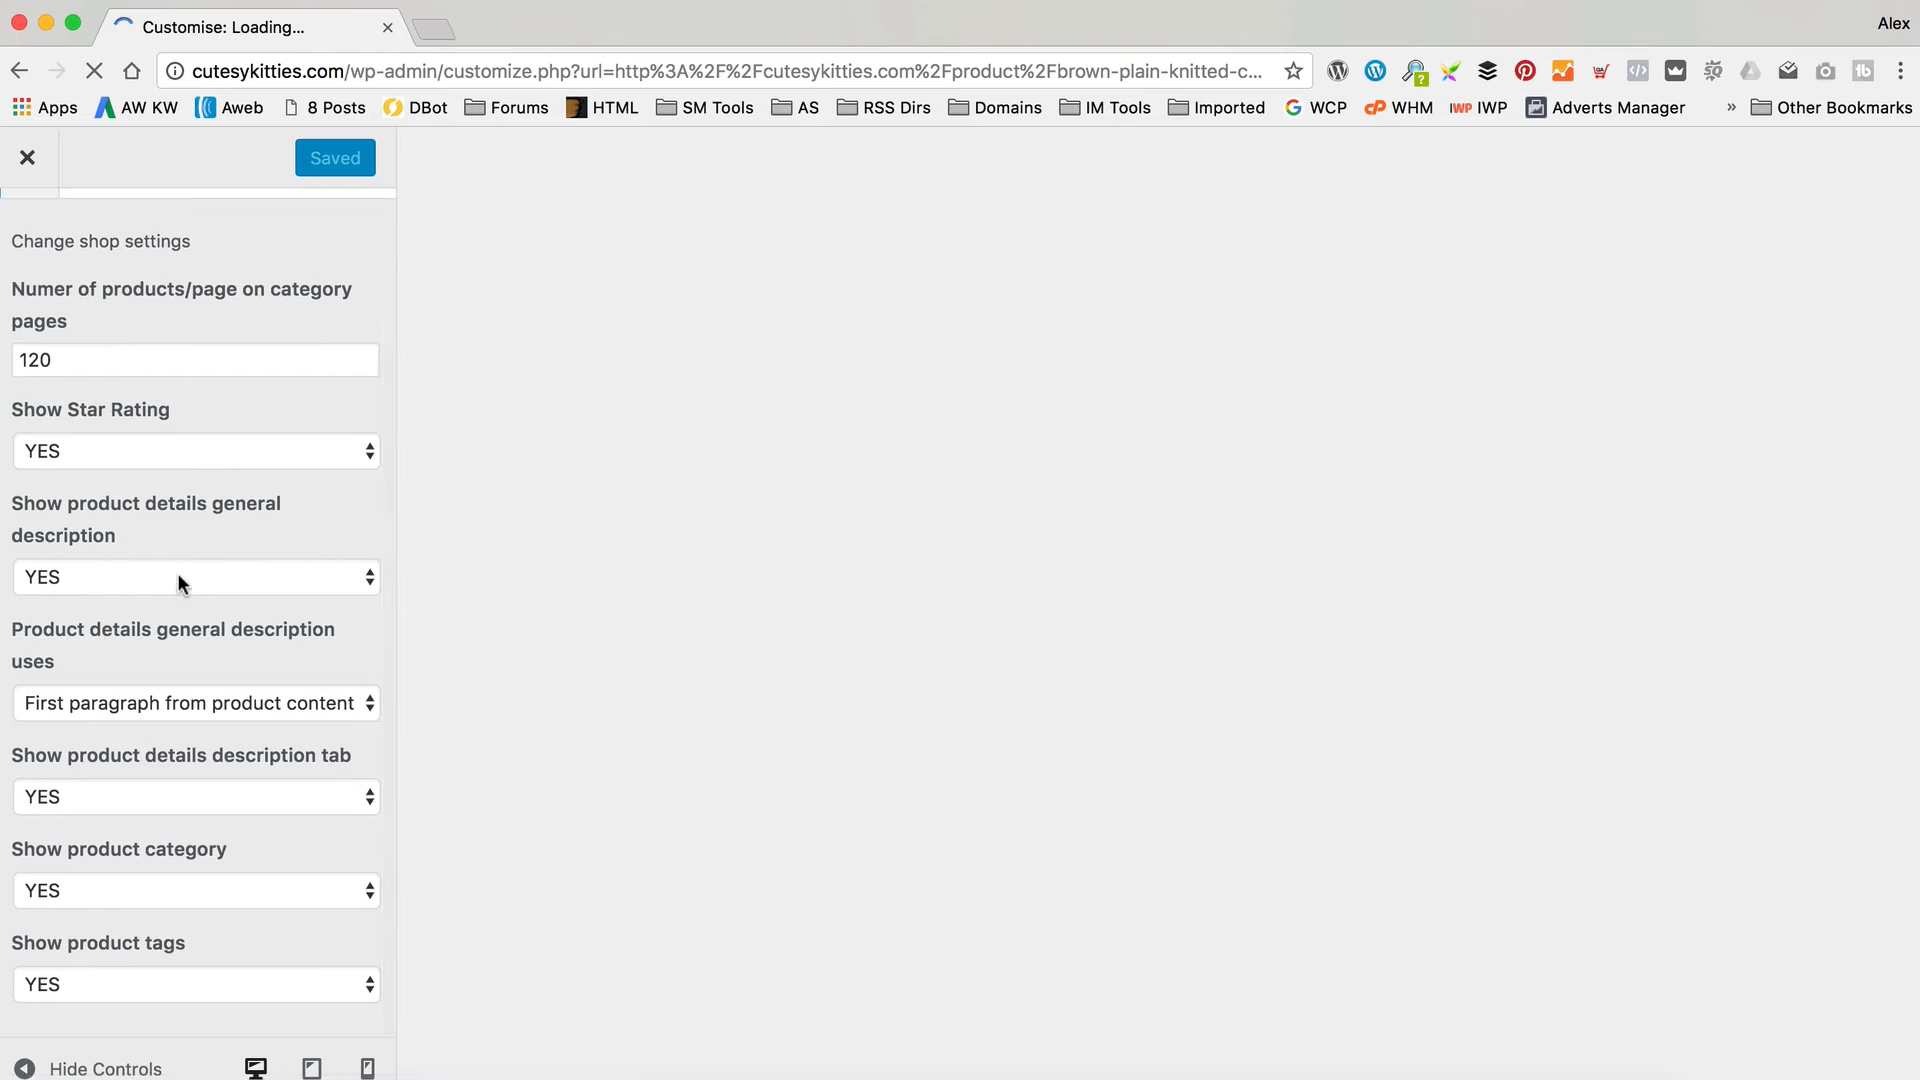 Customise: Loading...
Alex
cutesykitties.com/wp-admin/customize.php?url=http%3A%2F%2Fcutesykitties.com%2Fproduct%2Fbrown-plain-knitted-c...
Apps AW KW Aweb 8 Posts DBot Forums HTML SM Tools AS RSS Dirs Domains IM Tools Imported WCP WHM IWP IWP Adverts Manager » Other Bookmarks
Saved
Change shop settings
Numer of products/page on category
pages
120
Show Star Rating
YES
Show product details general
description
YES
Product details general description
uses
First paragraph from product content
Show product details description tab
YES
Show product category
YES
Show product tags
YES
Hide Controls